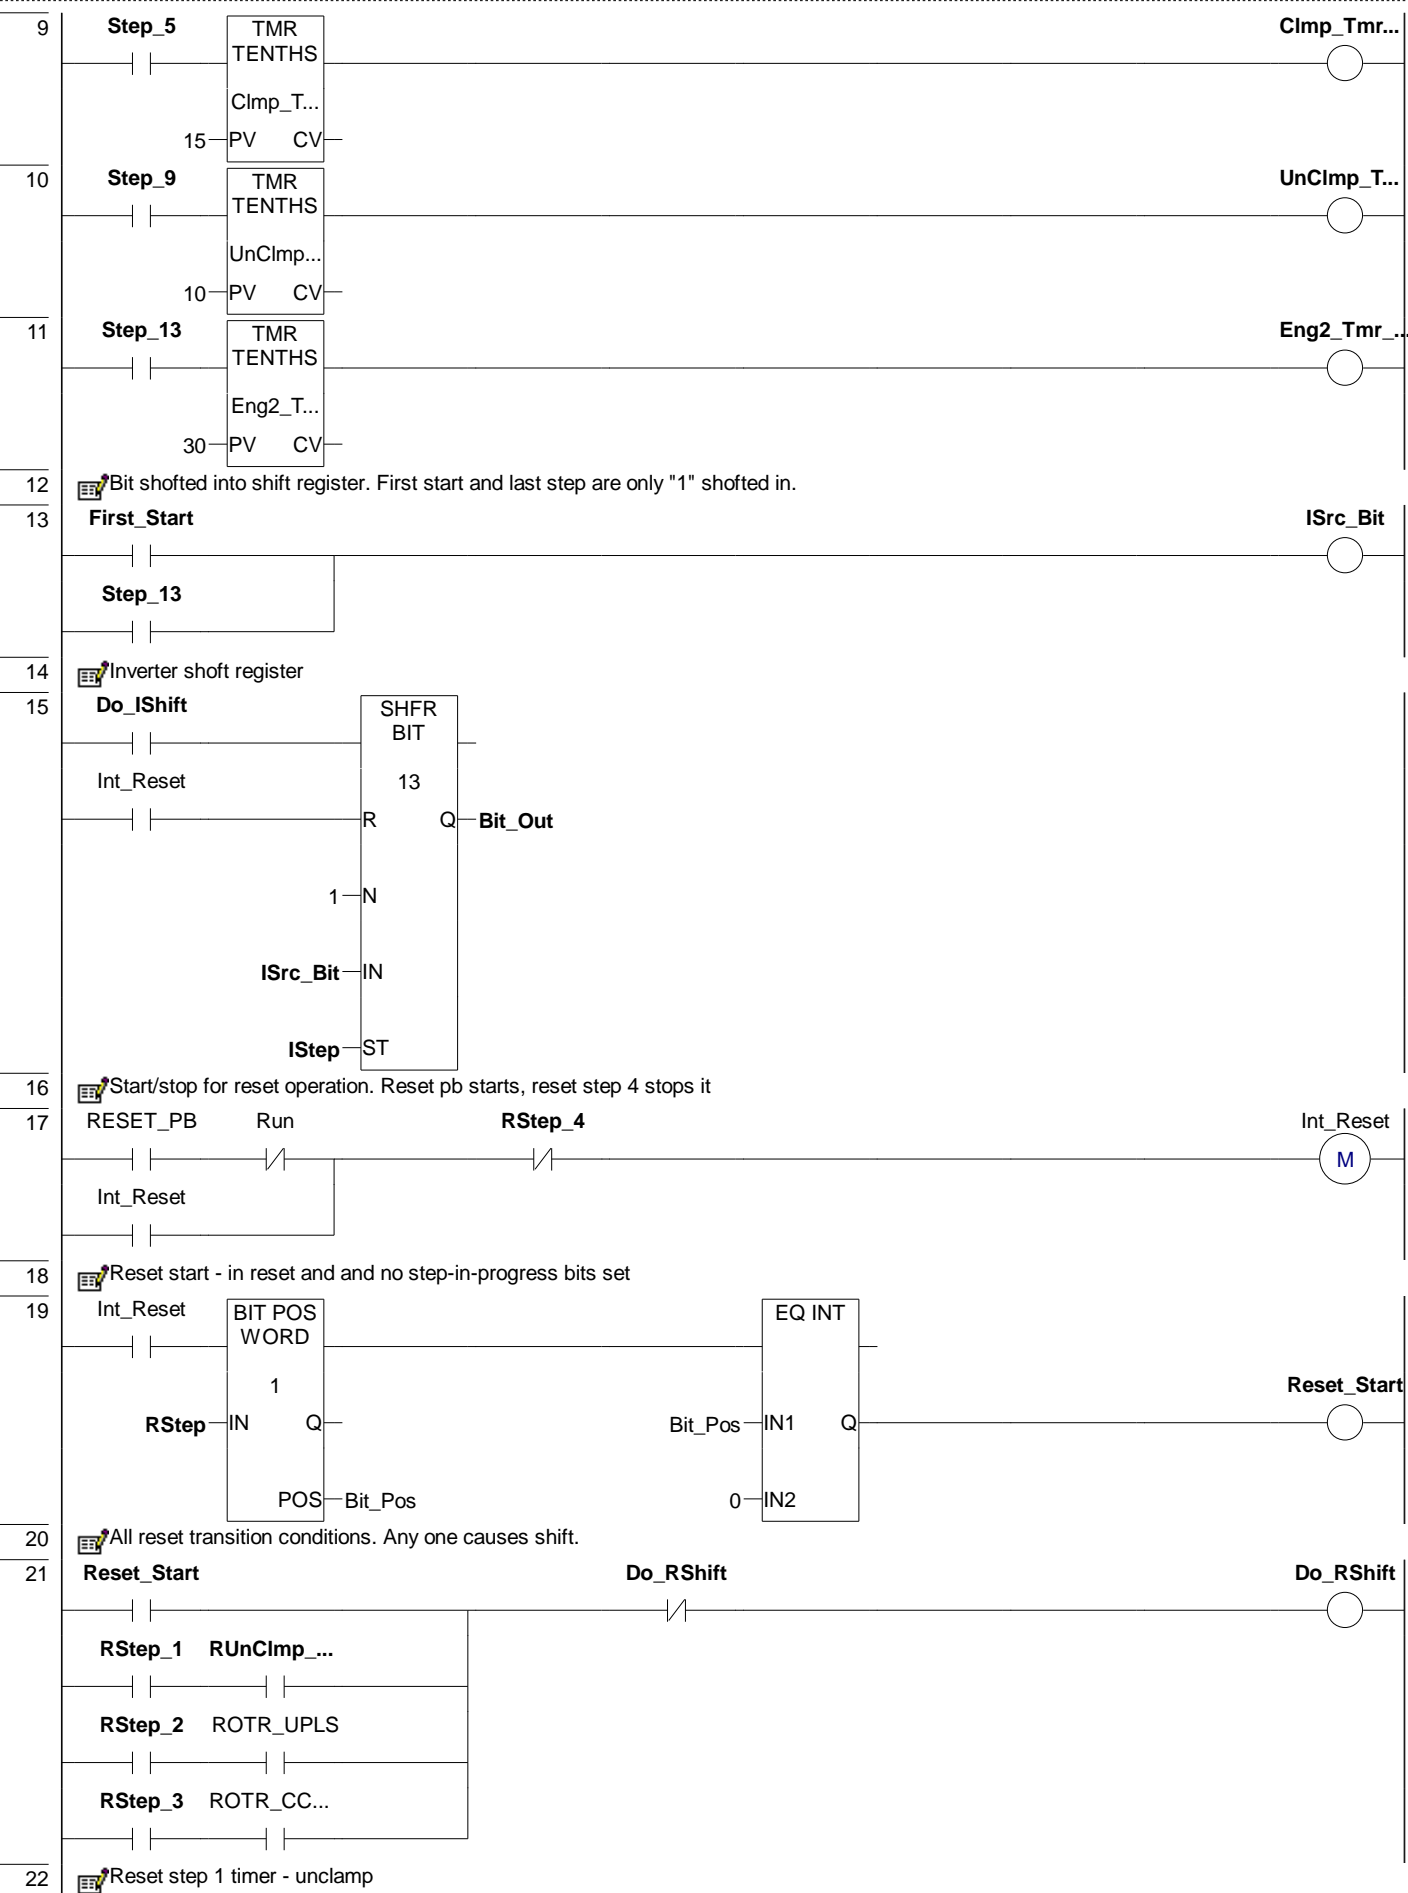 9
Step_5
TMR
TENTHS
Clmp_T...
15 PV CV
Clmp_Tmr...
10
Step_9
TMR
TENTHS
UnClmp...
10 PV CV
UnClmp_T...
11
Step_13
TMR
TENTHS
Eng2_T...
30 PV CV
Eng2_Tmr_...
12 Bit shofted into shift register. First start and last step are only "1" shofted in.
13
First_Start
ISrc_Bit
Step_13
14 Inverter shoft register
15
Do_IShift
SHFR
BIT
Int_Reset
13
R Q Bit_Out
1 N
ISrc_Bit IN
IStep ST
16 Start/stop for reset operation. Reset pb starts, reset step 4 stops it
17
RESET_PB Run RStep_4 Int_Reset
M
Int_Reset
18 Reset start - in reset and and no step-in-progress bits set
19
Int_Reset
BIT POS
WORD
1
RStep IN Q
POS Bit_Pos
EQ INT
Bit_Pos IN1 Q
0 IN2
Reset_Start
20 All reset transition conditions. Any one causes shift.
21
Reset_Start Do_RShift Do_RShift
RStep_1 RUnClmp_...
RStep_2 ROTR_UPLS
RStep_3 ROTR_CC...
22 Reset step 1 timer - unclamp